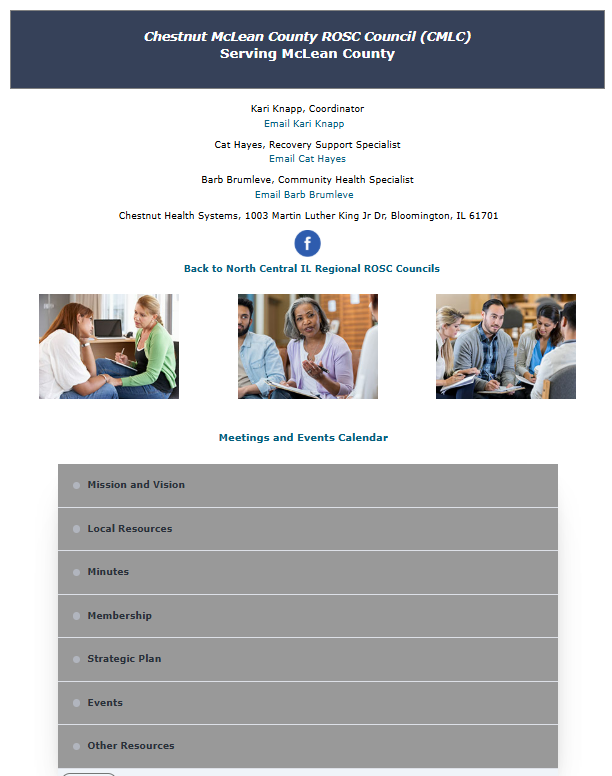 Chestnut McLean County ROSC Council (CMLC)
Serving McLean County
Kari Knapp, Coordinator
Email Kari Knapp
Cat Hayes, Recovery Support Specialist
Email Cat Hayes
Barb Brumleve, Community Health Specialist
Email Barb Brumleve
Chestnut Health Systems, 1003 Martin Luther King Jr Dr, Bloomington, IL 61701
f
Back to North Central IL Regional ROSC Councils
Meetings and Events Calendar
Mission and Vision
Local Resources
Minutes
Membership
Strategic Plan
Events
Other Resources